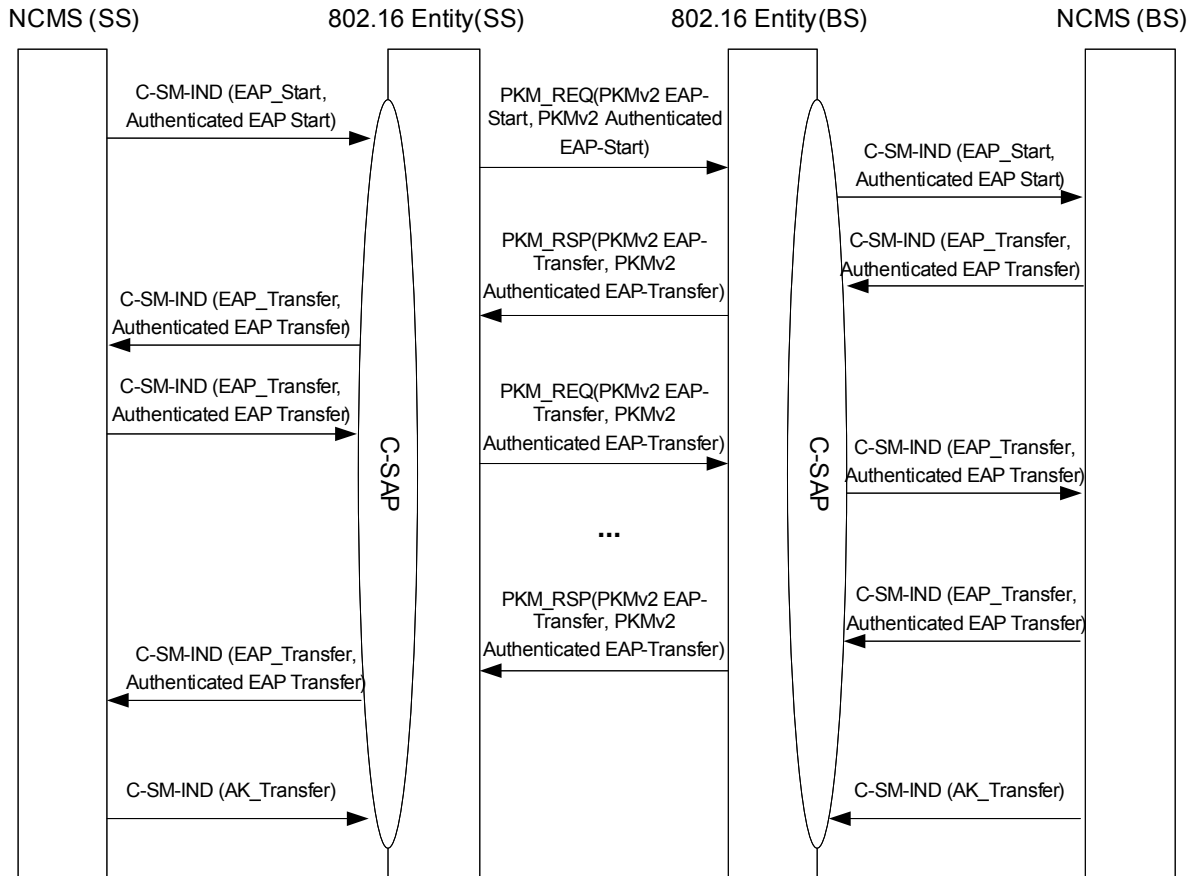 NCMS (SS)
802.16 Entity(SS)
802.16 Entity(BS)
NCMS (BS)
C-SM-IND (EAP_Start,
Authenticated EAP Start)
PKM_REQ(PKMv2 EAP-
Start, PKMv2 Authenticated
EAP-Start)
C-SM-IND (EAP_Start,
Authenticated EAP Start)
C-SM-IND (EAP_Transfer,
Authenticated EAP Transfer)
PKM_RSP(PKMv2 EAP-
Transfer, PKMv2
Authenticated EAP-Transfer)
C-SM-IND (EAP_Transfer,
Authenticated EAP Transfer)
C-SM-IND (EAP_Transfer,
Authenticated EAP Transfer)
PKM_REQ(PKMv2 EAP-
Transfer, PKMv2
Authenticated EAP-Transfer)
C-SM-IND (EAP_Transfer,
Authenticated EAP Transfer)
C-SAP
C-SAP
...
C-SM-IND (EAP_Transfer,
Authenticated EAP Transfer)
PKM_RSP(PKMv2 EAP-
Transfer, PKMv2
Authenticated EAP-Transfer)
C-SM-IND (EAP_Transfer,
Authenticated EAP Transfer)
C-SM-IND (AK_Transfer)
C-SM-IND (AK_Transfer)